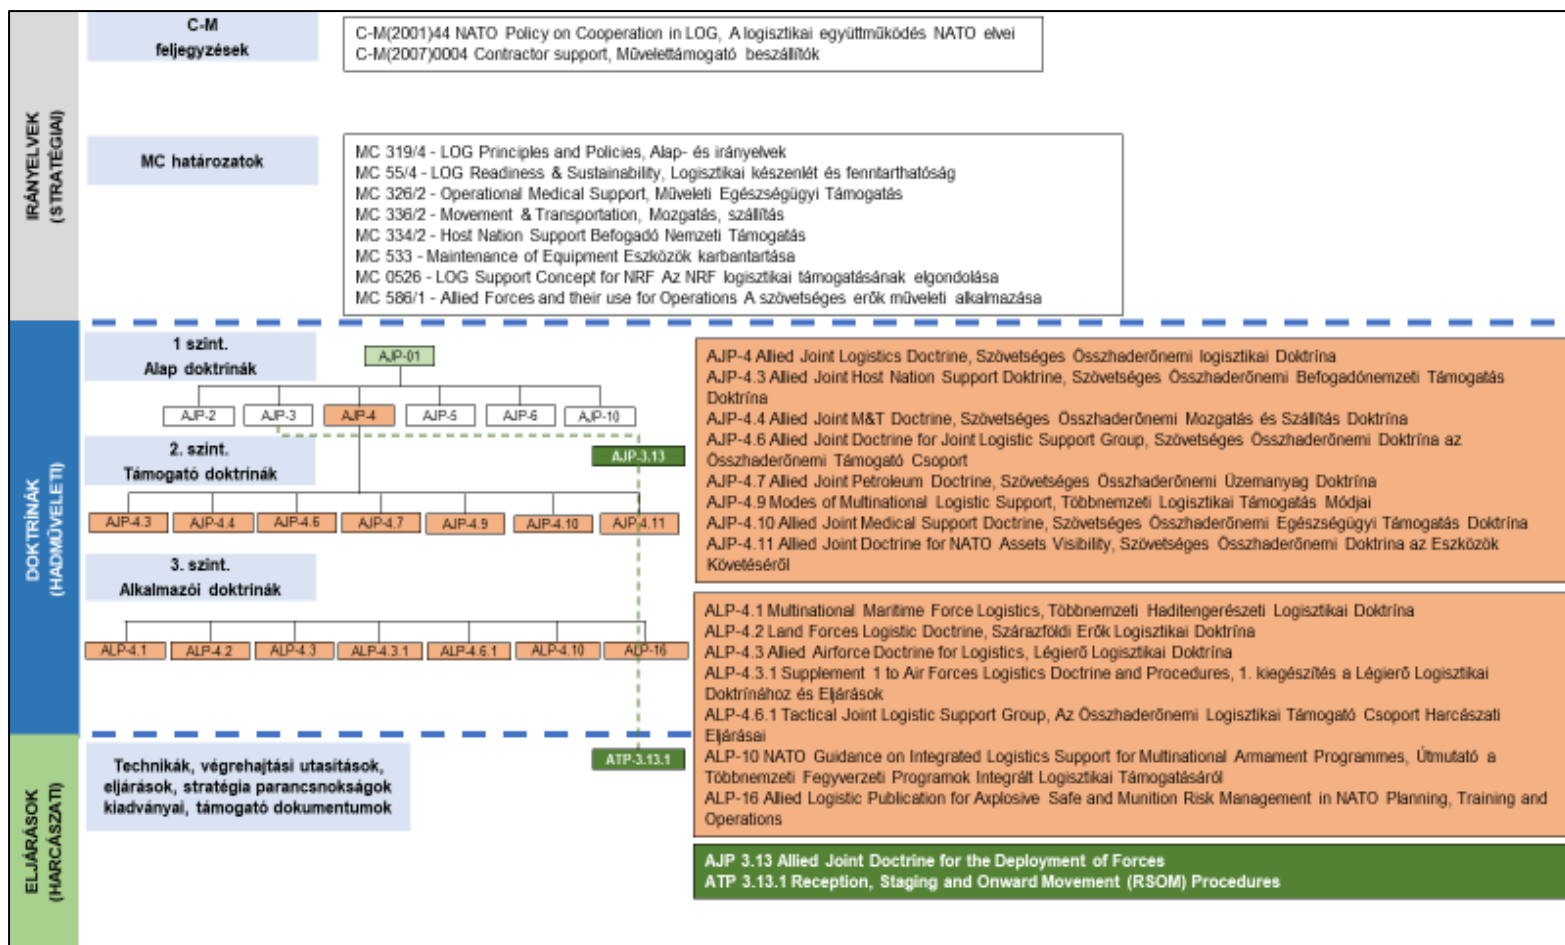 IRÁNYELVEK
(STRATÉGIAI)
C-M
feljegyzések
C-M(2001)44 NATO Policy on Cooperation in LOG, A logisztikai együttműködés NATO elvei
C-M(2007)0004 Contractor support,Művelettámogató beszállítók
MC határozatok
MC 319/4 - LOG Principles and Policies, Alap- és irányelvek
MC 55/4 - LOG Readiness & Sustainability, Logisztikai készenlét és fenntarthatóság
MC 326/2 - Operational Medical Support, Műveleti Egészségügyi Támogatás
MC 336/2 - Movement & Transportation, Mozgatás, szállítás
MC 334/2 - Host Nation Support Befogadó Nemzeti Támogatás
MC 533 - Maintenance of Equipment Eszközök karbantartása
MC 0526 - LOG Support Concept for NRF Az NRF logisztikai támogatásának elgondolása
MC 586/1 - Allied Forces and their use for Operations A szövetséges erők műveleti alkalmazása
DOKTRÍNÁK
(HADMŰVELETI)
1 szint.
Alap doktrínák
AJP-01
AJP-2
AJP-3
AJP-4
AJP-5
AJP-6
AJP-10
2. szint.
Támogató doktrínák
AJP-3.13
AJP-4.3
AJP-4.4
AJP-4.6
AJP-4.7
AJP-4.9
AJP-4.10
AJP-4.11
3. szint.
Alkalmazói doktrínák
ALP-4.1
ALP-4.2
ALP-4.3
ALP-4.3.1
ALP-4.6.1
ALP-4.10
ALP-16
AJP-4 Allied Joint Logistics Doctrine, Szövetséges Összhaderőnemi logisztikai Doktrína
AJP-4.3 Allied Joint Host Nation Support Doktrine, Szövetséges Összhaderőnemi Befogadónemzeti Támogatás
Doktrína
AJP-4.4 Allied Joint M&T Doctrine, Szövetséges Összhaderőnemi Mozgatás és Szállítás Doktrína
AJP-4.6 Allied Joint Doctrine for Joint Logistic Support Group, Szövetséges Összhaderőnemi Doktrína az
Összhaderőnemi Támogató Csoport
AJP-4.7 Allied Joint Petroleum Doctrine, Szövetséges Összhaderőnemi Üzemanyag Doktrína
AJP-4.9 Modes of Multinational Logistic Support, Többnemzeti Logisztikai Támogatás Módjai
AJP-4.10 Allied Joint Medical Support Doctrine, Szövetséges Összhaderőnemi Egészségügyi Támogatás Doktrína
AJP-4.11 Allied Joint Doctrine for NATO Assets Visibility, Szövetséges Összhaderőnemi Doktrina az Eszközök
Követéséről
ALP-4.1 Multinational Maritime Force Logistics, Többnemzeti Haditengerészeti Logisztikai Doktrína
ALP-4.2 Land Forces Logistic Doctrine, Szárazföldi Erők Logisztikai Doktrína
ALP-4.3 Allied Airforce Doctrine for Logistics, Légierő Logisztikai Doktrína
ALP-4.3.1 Supplement 1 to Air Forces Logistics Doctrine and Procedures, 1. kiegészítés a Légierő Logisztikai
Doktrínához és Eljárások
ALP-4.6.1 Tactical Joint Logistic Support Group, Az Összhaderőnemi Logisztikai Támogató Csoport Harcászati
Eljárásai
ALP-10 NATO Guidance on Integrated Logistics Support for Multinational Armament Programmes, Útmutató a
Többnemzeti Fegyverzeti Programok Integrált Logisztikai Támogatásáról
ALP-16 Allied Logistic Publication for Axplosive Safe and Munition Risk Management in NATO Planning, Training and
Operations
ELJÁRÁSOK
(HARCÁSZATI)
Technikák, végrehajtási utasítások,
eljárások, stratégia parancsnokságok
kiadványai, támogató dokumentumok
ATP-3.13.1
AJP 3.13 Allied Joint Doctrine for the Deployment of Forces
ATP 3.13.1 Reception, Staging and Onward Movement (RSOM) Procedures